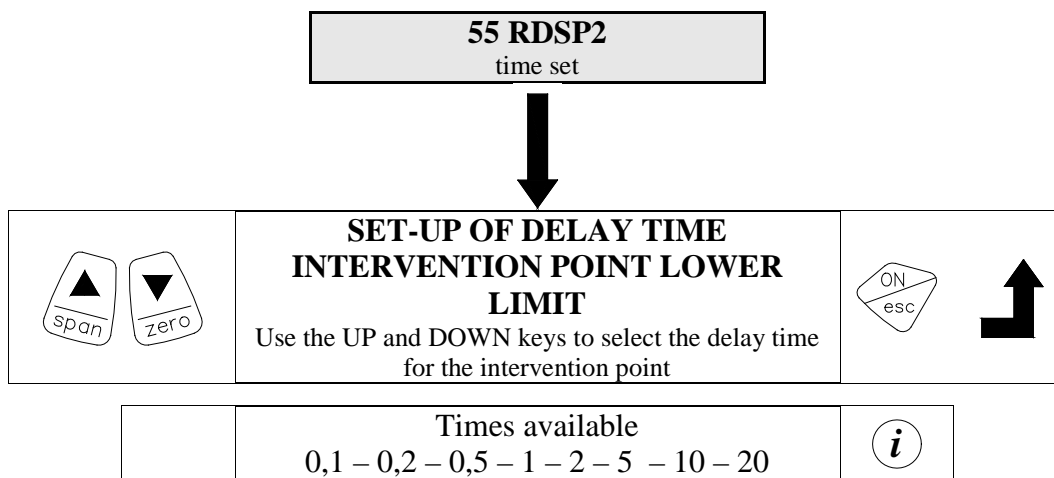 55 RDSP2
time set
SET-UP OF DELAY TIME
INTERVENTION POINT LOWER
LIMIT
Use the UP and DOWN keys to select the delay time
for the intervention point
span
zero
ON
esc
Times available
0,1 – 0,2 – 0,5 – 1 – 2 – 5 – 10 – 20
i